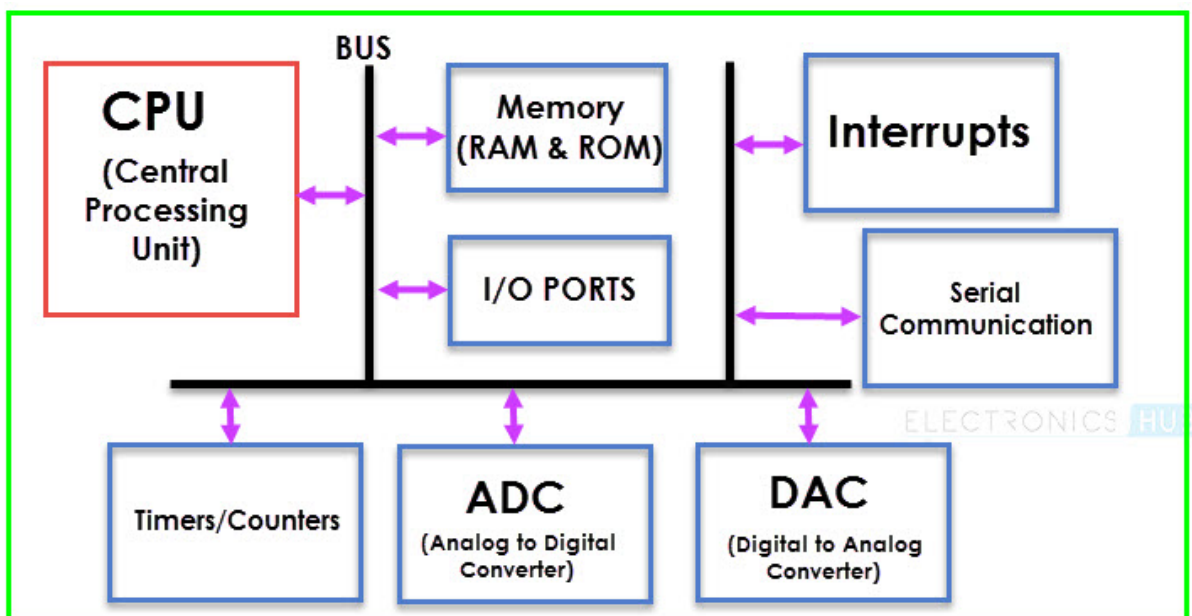 BUS
CPU
(Central
Processing
Unit)
Memory
(RAM & ROM)
I/O PORTS
Interrupts
Serial
Communication
ELECTRONICS HU
Timers/Counters
ADC
(Analog to Digital
Converter)
DAC
(Digital to Analog
Converter)